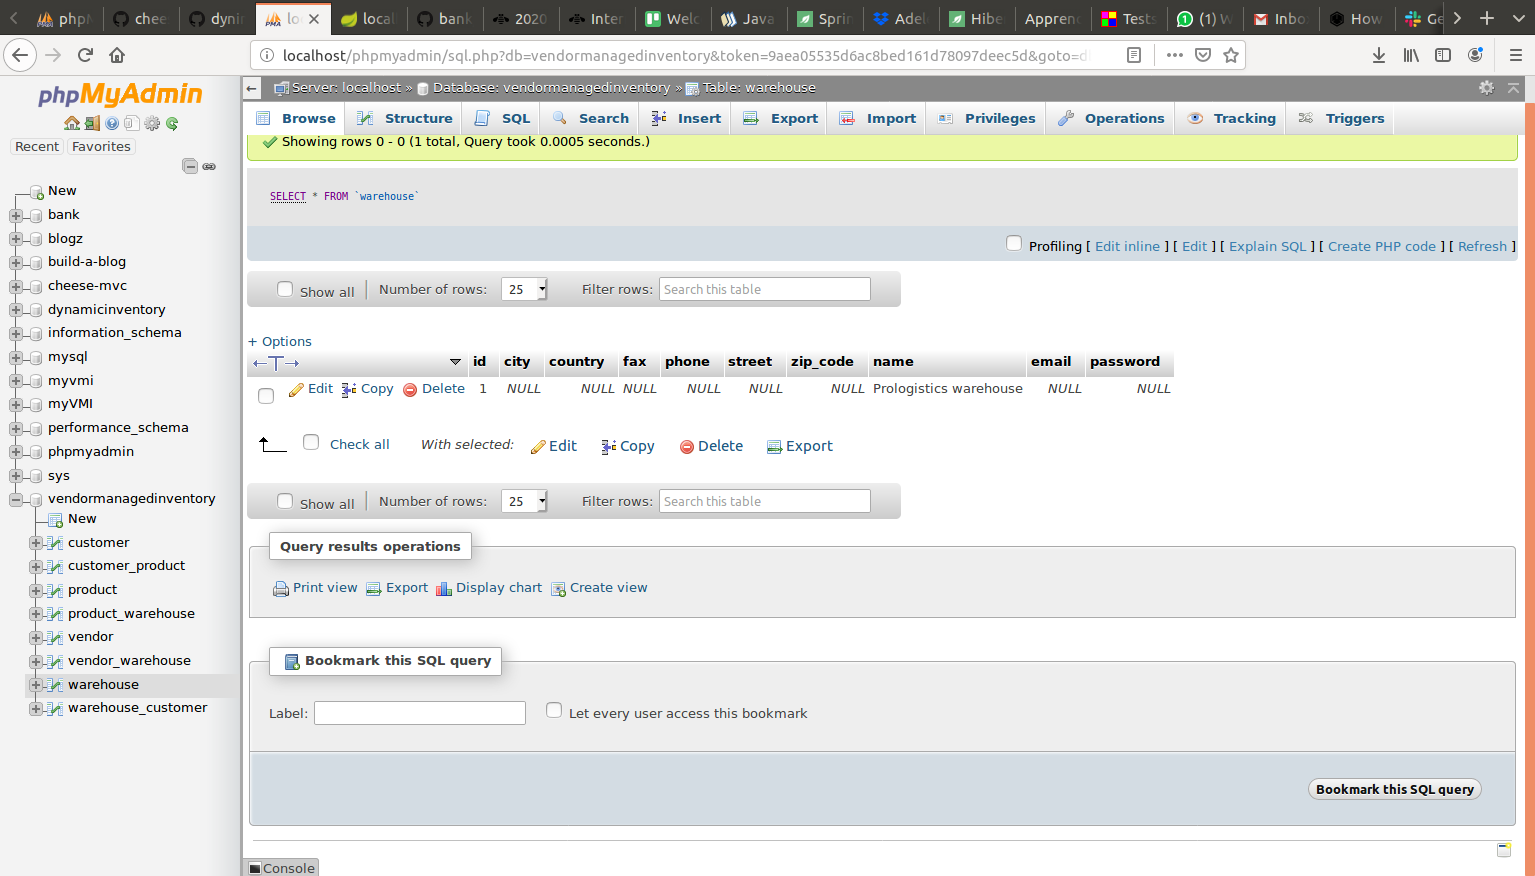 phpM
chee
dynir
lo
local
bank
2020
Inter
Welc
Java
Sprin
Adel
Hibe
Apprend
Tests
(1) W
Inbo
How
Ge
localhost/phpmyadmin/sql.php?db=vendormanagedinventory&token=9aea05535d6ac8bed161d78097deec5d&goto=d
phpMyAdmin
Recent Favorites
New
bank
blogz
build-a-blog
cheese-mvc
dynamicinventory
information_schema
mysql
myvmi
myVMI
performance_schema
phpmyadmin
sys
vendormanagedinventory
New
customer
customer_product
product
product_warehouse
vendor
vendor_warehouse
warehouse
warehouse_customer
Server: localhost » Database: vendormanagedinventory » Table: warehouse
Browse Structure SQL Search Insert Export Import Privileges Operations Tracking Triggers
Showing rows 0 - 0 (1 total, Query took 0.0005 seconds.)
SELECT * FROM `warehouse`
Profiling [ Edit inline ] [ Edit ] [ Explain SQL ] [ Create PHP code ] [ Refresh ]
Show all Number of rows: 25 Filter rows: Search this table
+ Options
←T→ id city country fax phone street zip_code name email password
Edit Copy Delete 1 NULL NULL NULL NULL NULL NULL Prologistics warehouse NULL NULL
Check all With selected: Edit Copy Delete Export
Show all Number of rows: 25 Filter rows: Search this table
Query results operations
Print view Export Display chart Create view
Bookmark this SQL query
Label: Let every user access this bookmark
Bookmark this SQL query
Console